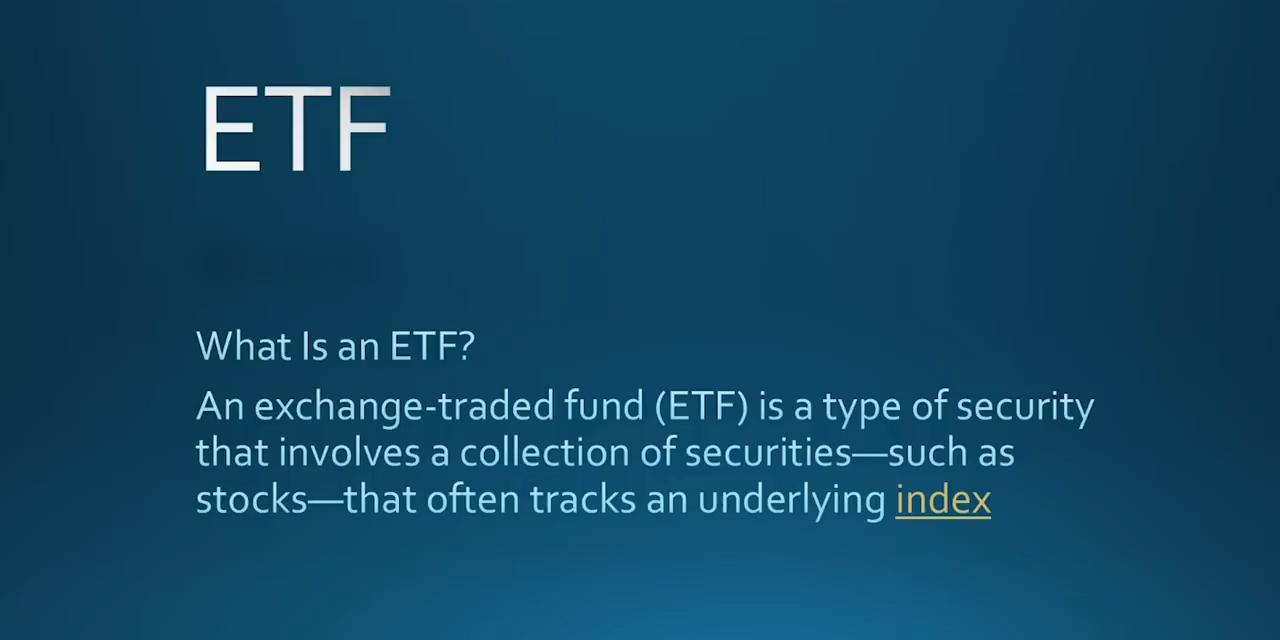 ETF
What Is an ETF?
An exchange-traded fund (ETF) is a type of security
that involves a collection of securities—such as
stocks—that often tracks an underlying index